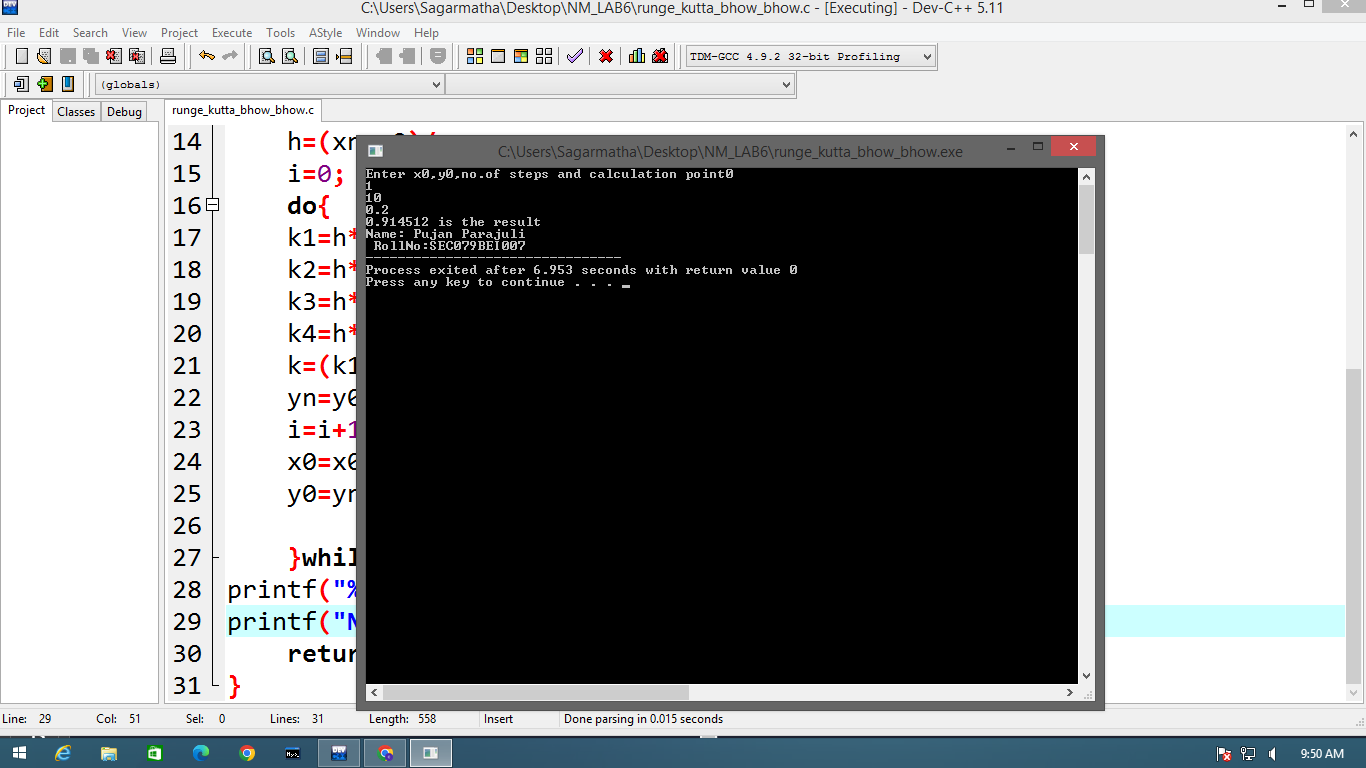 C:\Users\Sagarmatha\Desktop\NM_LAB6\runge_kutta_bhow_bhow.c - [Executing] - Dev-C++ 5.11
File Edit Search View Project Execute Tools AStyle Window Help
TDM-GCC 4.9.2 32-bit Profiling
(globals)
Project Classes Debug
runge_kutta_bhow_bhow.c
14 h=(xn
15 i=0;
16 do{
17 k1=h*
18 k2=h*
19 k3=h*
20 k4=h*
21 k=(k1
22 yn=y0
23 i=i+1
24 x0=x0
25 y0=yn
26
27 }whil
28 printf("%
29 printf("N
30 retur
31 }
C:\Users\Sagarmatha\Desktop\NM_LAB6\runge_kutta_bhow_bhow.exe
Enter x0,y0,no.of steps and calculation point0
1
10
0.2
0.914512 is the result
Name: Pujan Parajuli
RollNo:SEC079BEI007
--------------------------------
Process exited after 6.953 seconds with return value 0
Press any key to continue . . .
Line: 29 Col: 51 Sel: 0 Lines: 31 Length: 558 Insert Done parsing in 0.015 seconds
9:50 AM